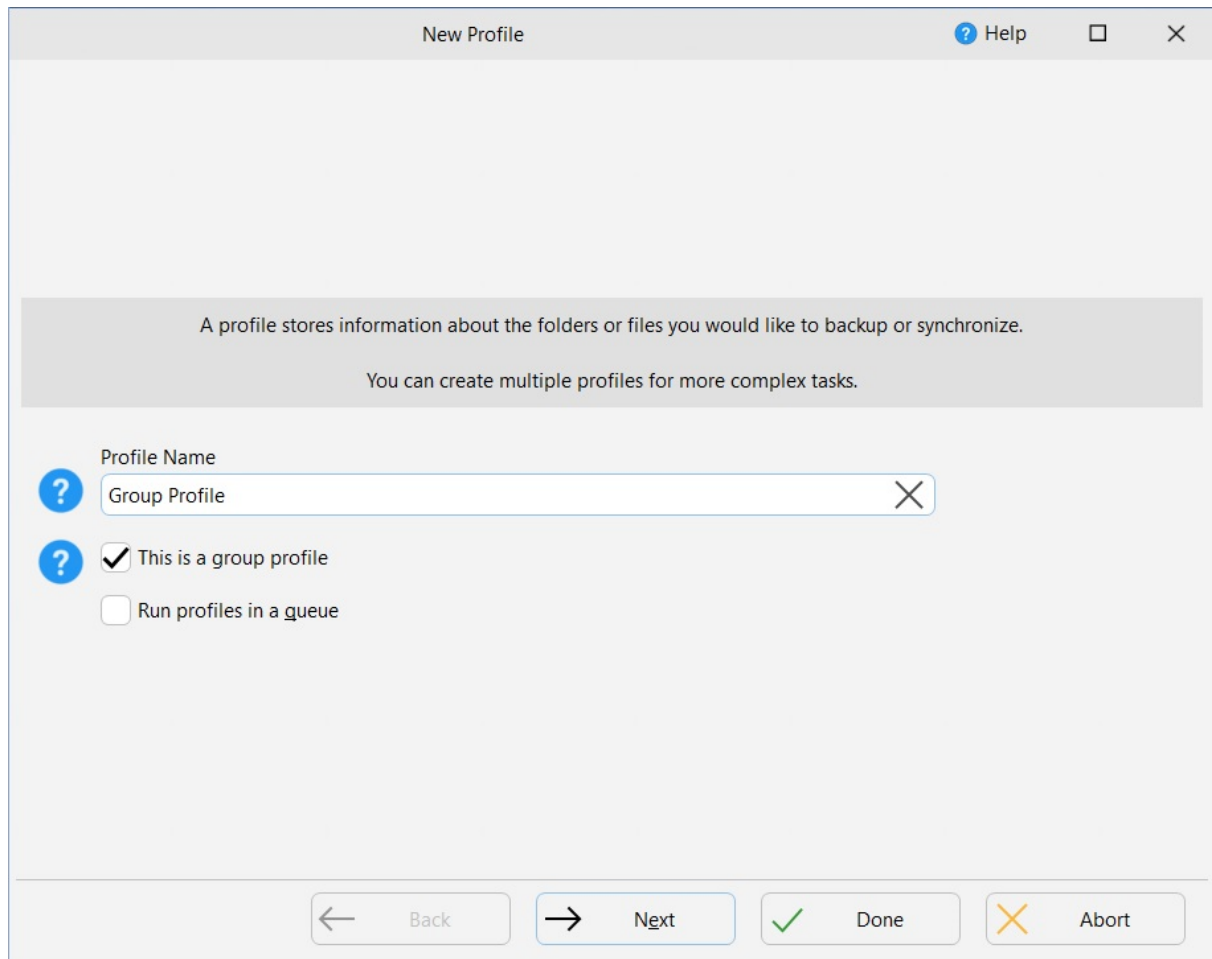 New Profile
Help
A profile stores information about the folders or files you would like to backup or synchronize.
You can create multiple profiles for more complex tasks.
Profile Name
Group Profile
This is a group profile
Run profiles in a queue
Back
Next
Done
Abort